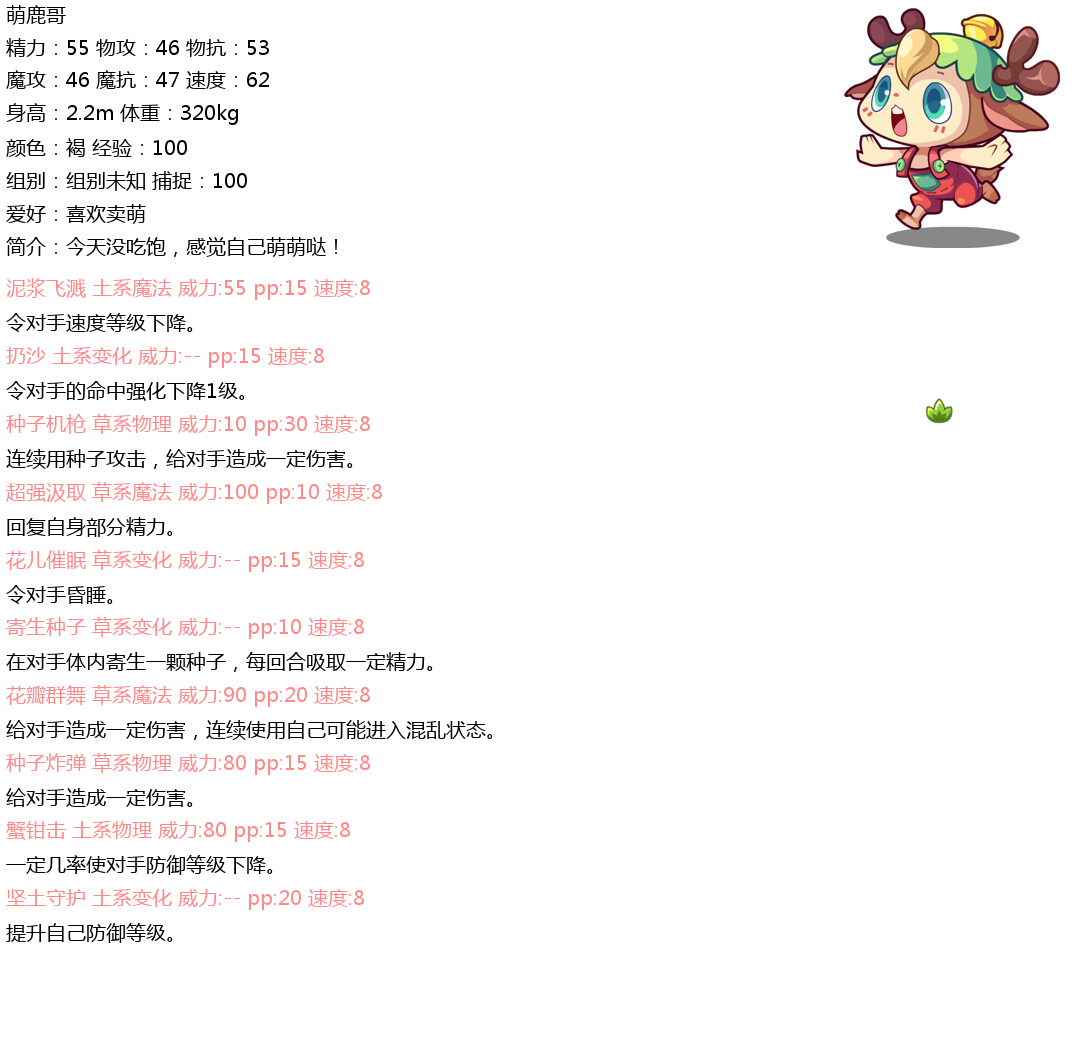 萌鹿哥
精力：55 物攻：46 物抗：53
魔攻：46 魔抗：47 速度：62
身高：2.2m 体重：320kg
颜色：褐 经验：100
组别：组别未知 捕捉：100
爱好：喜欢卖萌
简介：今天没吃饱，感觉自己萌萌哒！
泥浆飞溅 土系魔法 威力:55 pp:15 速度:8
令对手速度等级下降。
扔沙 土系变化 威力:-- pp:15 速度:8
令对手的命中强化下降1级。
种子机枪 草系物理 威力:10 pp:30 速度:8
连续用种子攻击，给对手造成一定伤害。
超强汲取 草系魔法 威力:100 pp:10 速度:8
回复自身部分精力。
花儿催眠 草系变化 威力:-- pp:15 速度:8
令对手昏睡。
寄生种子 草系变化 威力:-- pp:10 速度:8
在对手体内寄生一颗种子，每回合吸取一定精力。
花瓣群舞 草系魔法 威力:90 pp:20 速度:8
给对手造成一定伤害，连续使用自己可能进入混乱状态。
种子炸弹 草系物理 威力:80 pp:15 速度:8
给对手造成一定伤害。
蟹钳击 土系物理 威力:80 pp:15 速度:8
一定几率使对手防御等级下降。
坚土守护 土系变化 威力:-- pp:20 速度:8
提升自己防御等级。